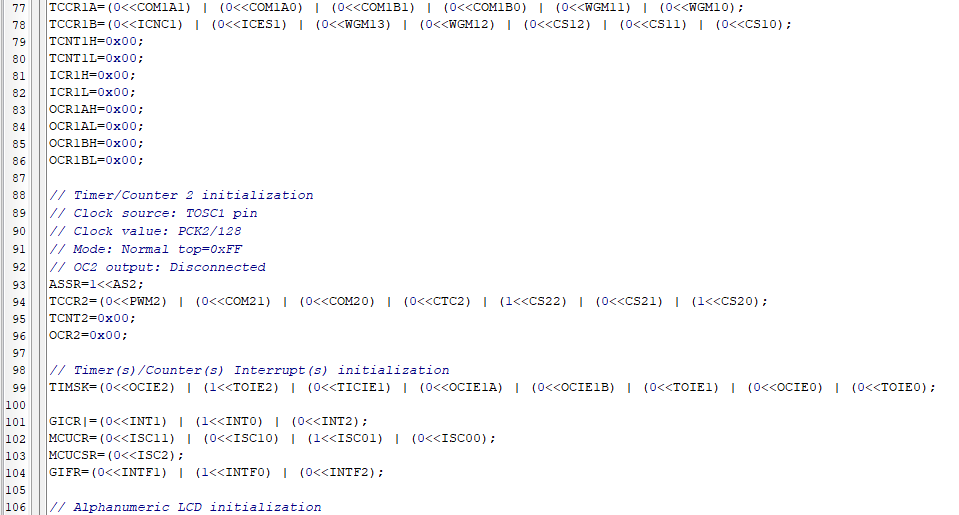 77 TCCR1A=(0<<COM1A1) | (0<<COM1A0) | (0<<COM1B1) | (0<<COM1B0) | (0<<WGM11) | (0<<WGM10);
78 TCCR1B=(0<<ICNC1) | (0<<ICES1) | (0<<WGM13) | (0<<WGM12) | (0<<CS12) | (0<<CS11) | (0<<CS10);
79 TCNT1H=0x00;
80 TCNT1L=0x00;
81 ICR1H=0x00;
82 ICR1L=0x00;
83 OCR1AH=0x00;
84 OCR1AL=0x00;
85 OCR1BH=0x00;
86 OCR1BL=0x00;
87
88 // Timer/Counter 2 initialization
89 // Clock source: TOSC1 pin
90 // Clock value: PCK2/128
91 // Mode: Normal top=0xFF
92 // OC2 output: Disconnected
93 ASSR=1<<AS2;
94 TCCR2=(0<<PWM2) | (0<<COM21) | (0<<COM20) | (0<<CTC2) | (1<<CS22) | (0<<CS21) | (1<<CS20);
95 TCNT2=0x00;
96 OCR2=0x00;
97
98 // Timer(s)/Counter(s) Interrupt(s) initialization
99 TIMSK=(0<<OCIE2) | (1<<TOIE2) | (0<<TICIE1) | (0<<OCIE1A) | (0<<OCIE1B) | (0<<TOIE1) | (0<<OCIE0) | (0<<TOIE0);
100
101 GICR|=(0<<INT1) | (1<<INT0) | (0<<INT2);
102 MCUCR=(0<<ISC11) | (0<<ISC10) | (1<<ISC01) | (0<<ISC00);
103 MCUCSR=(0<<ISC2);
104 GIFR=(0<<INTF1) | (1<<INTF0) | (0<<INTF2);
105
106 // Alphanumeric LCD initialization